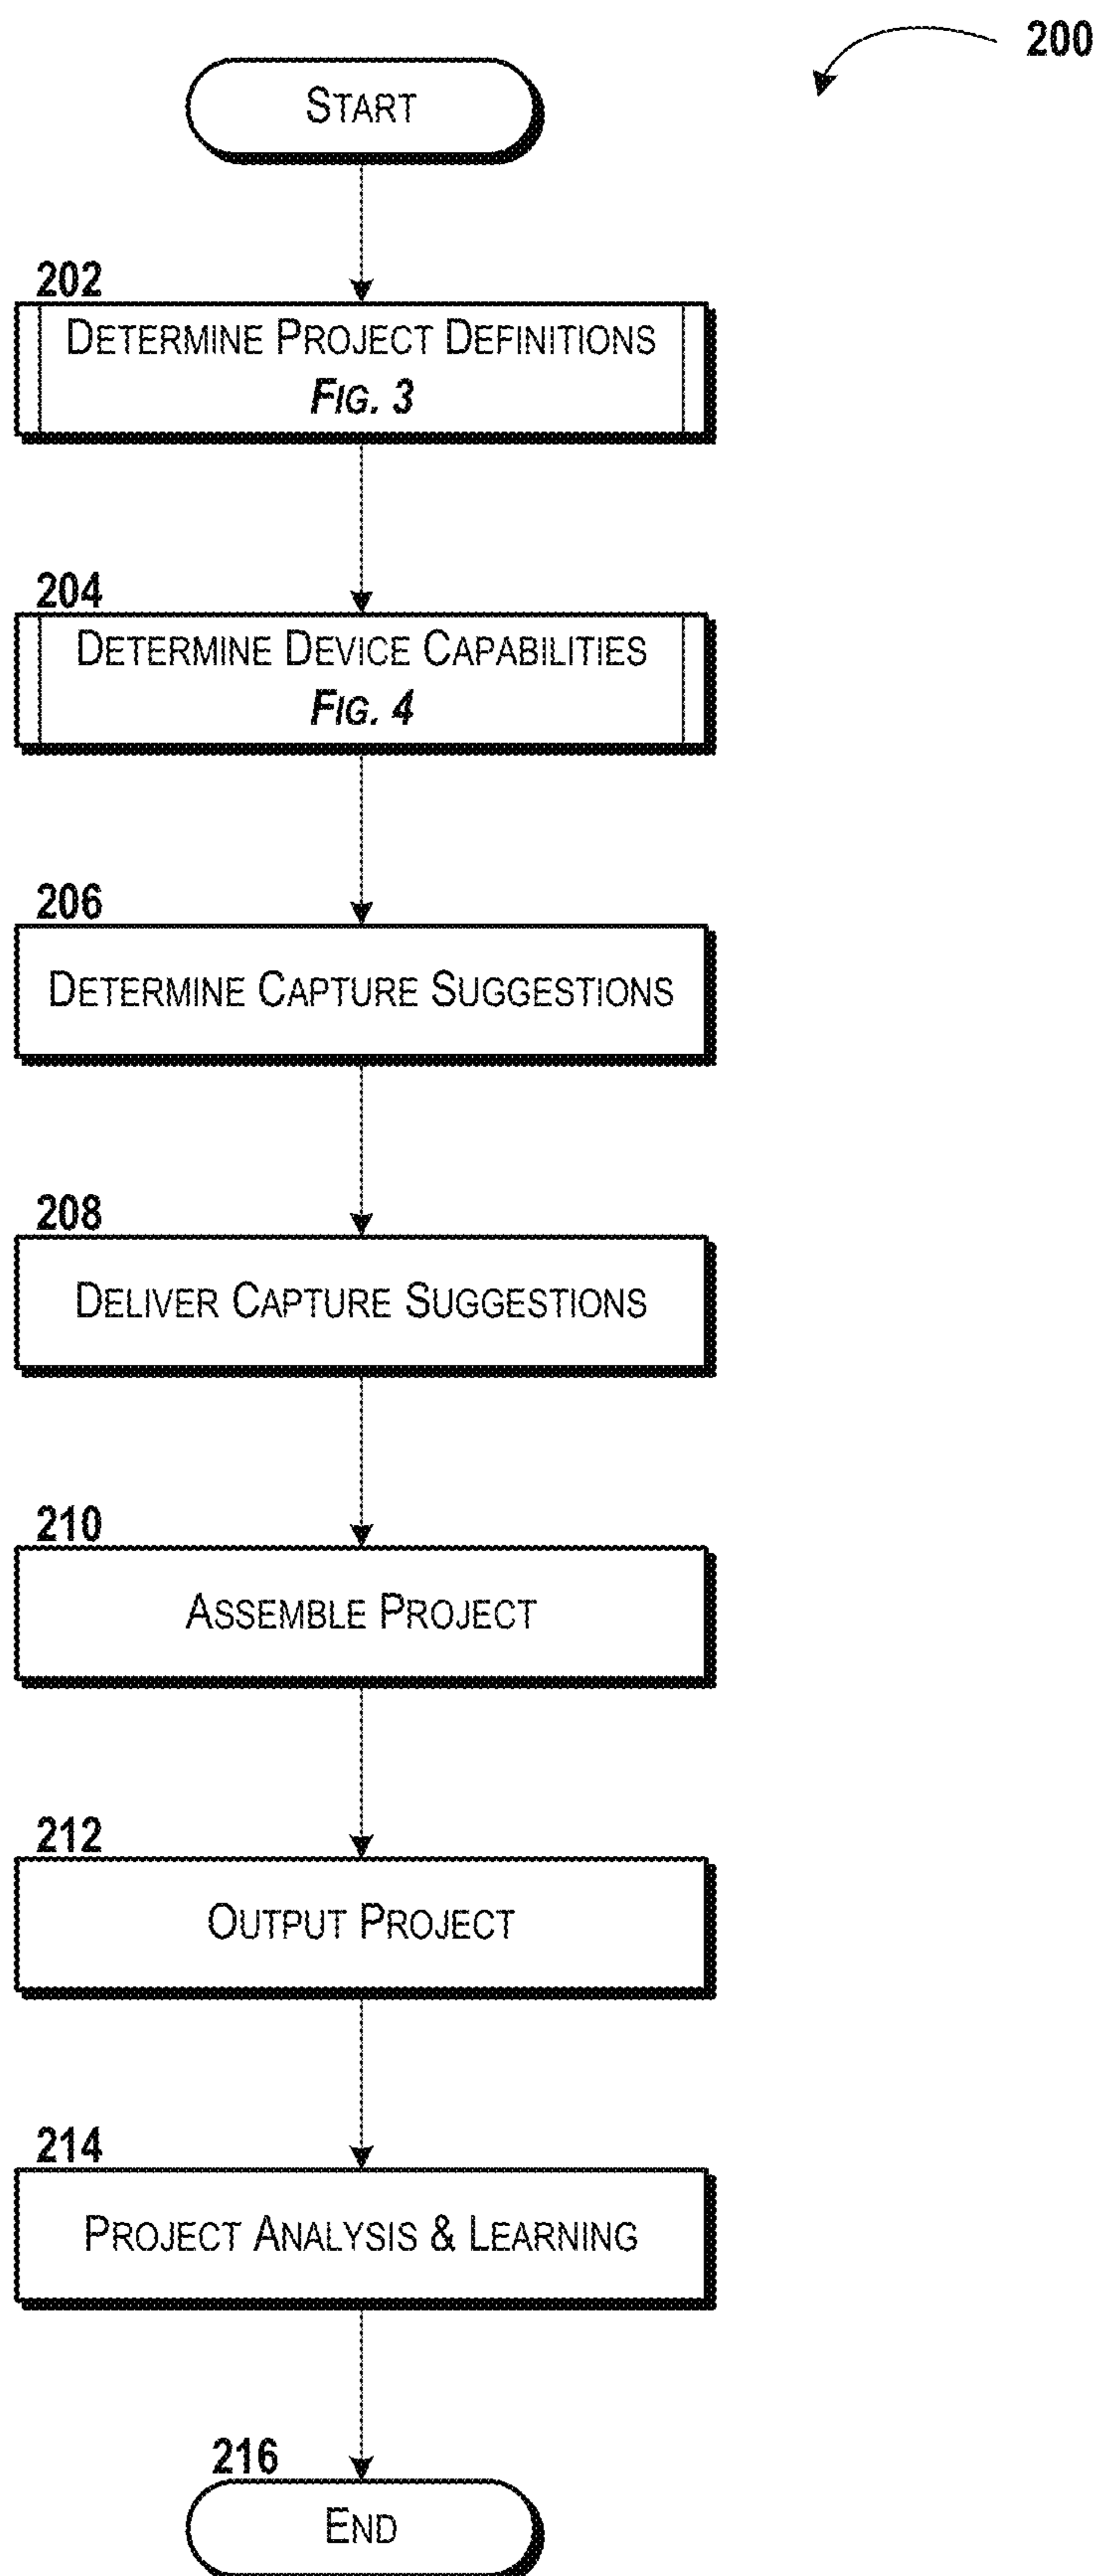 200
START
202
DETERMINE PROJECT DEFINITIONS
FIG. 3
204
DETERMINE DEVICE CAPABILITIES
FIG. 4
206
DETERMINE CAPTURE SUGGESTIONS
208
DELIVER CAPTURE SUGGESTIONS
210
ASSEMBLE PROJECT
212
OUTPUT PROJECT
214
PROJECT ANALYSIS & LEARNING
216
END